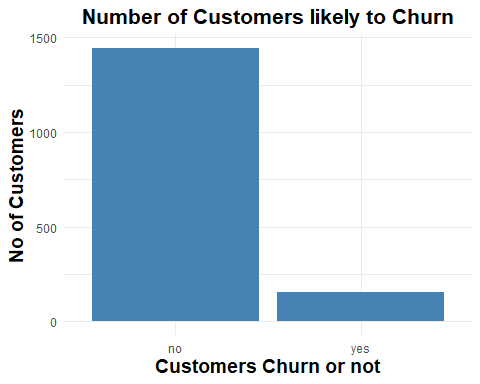 Number of Customers likely to Churn
No of Customers
1500
1000
500
0
no yes
Customers Churn or not